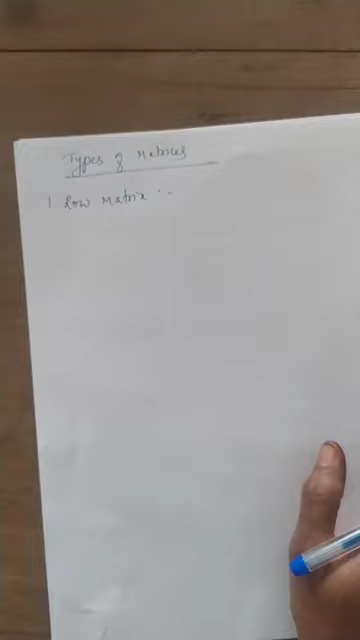 Types of Matrices
1 Row Matrix :-